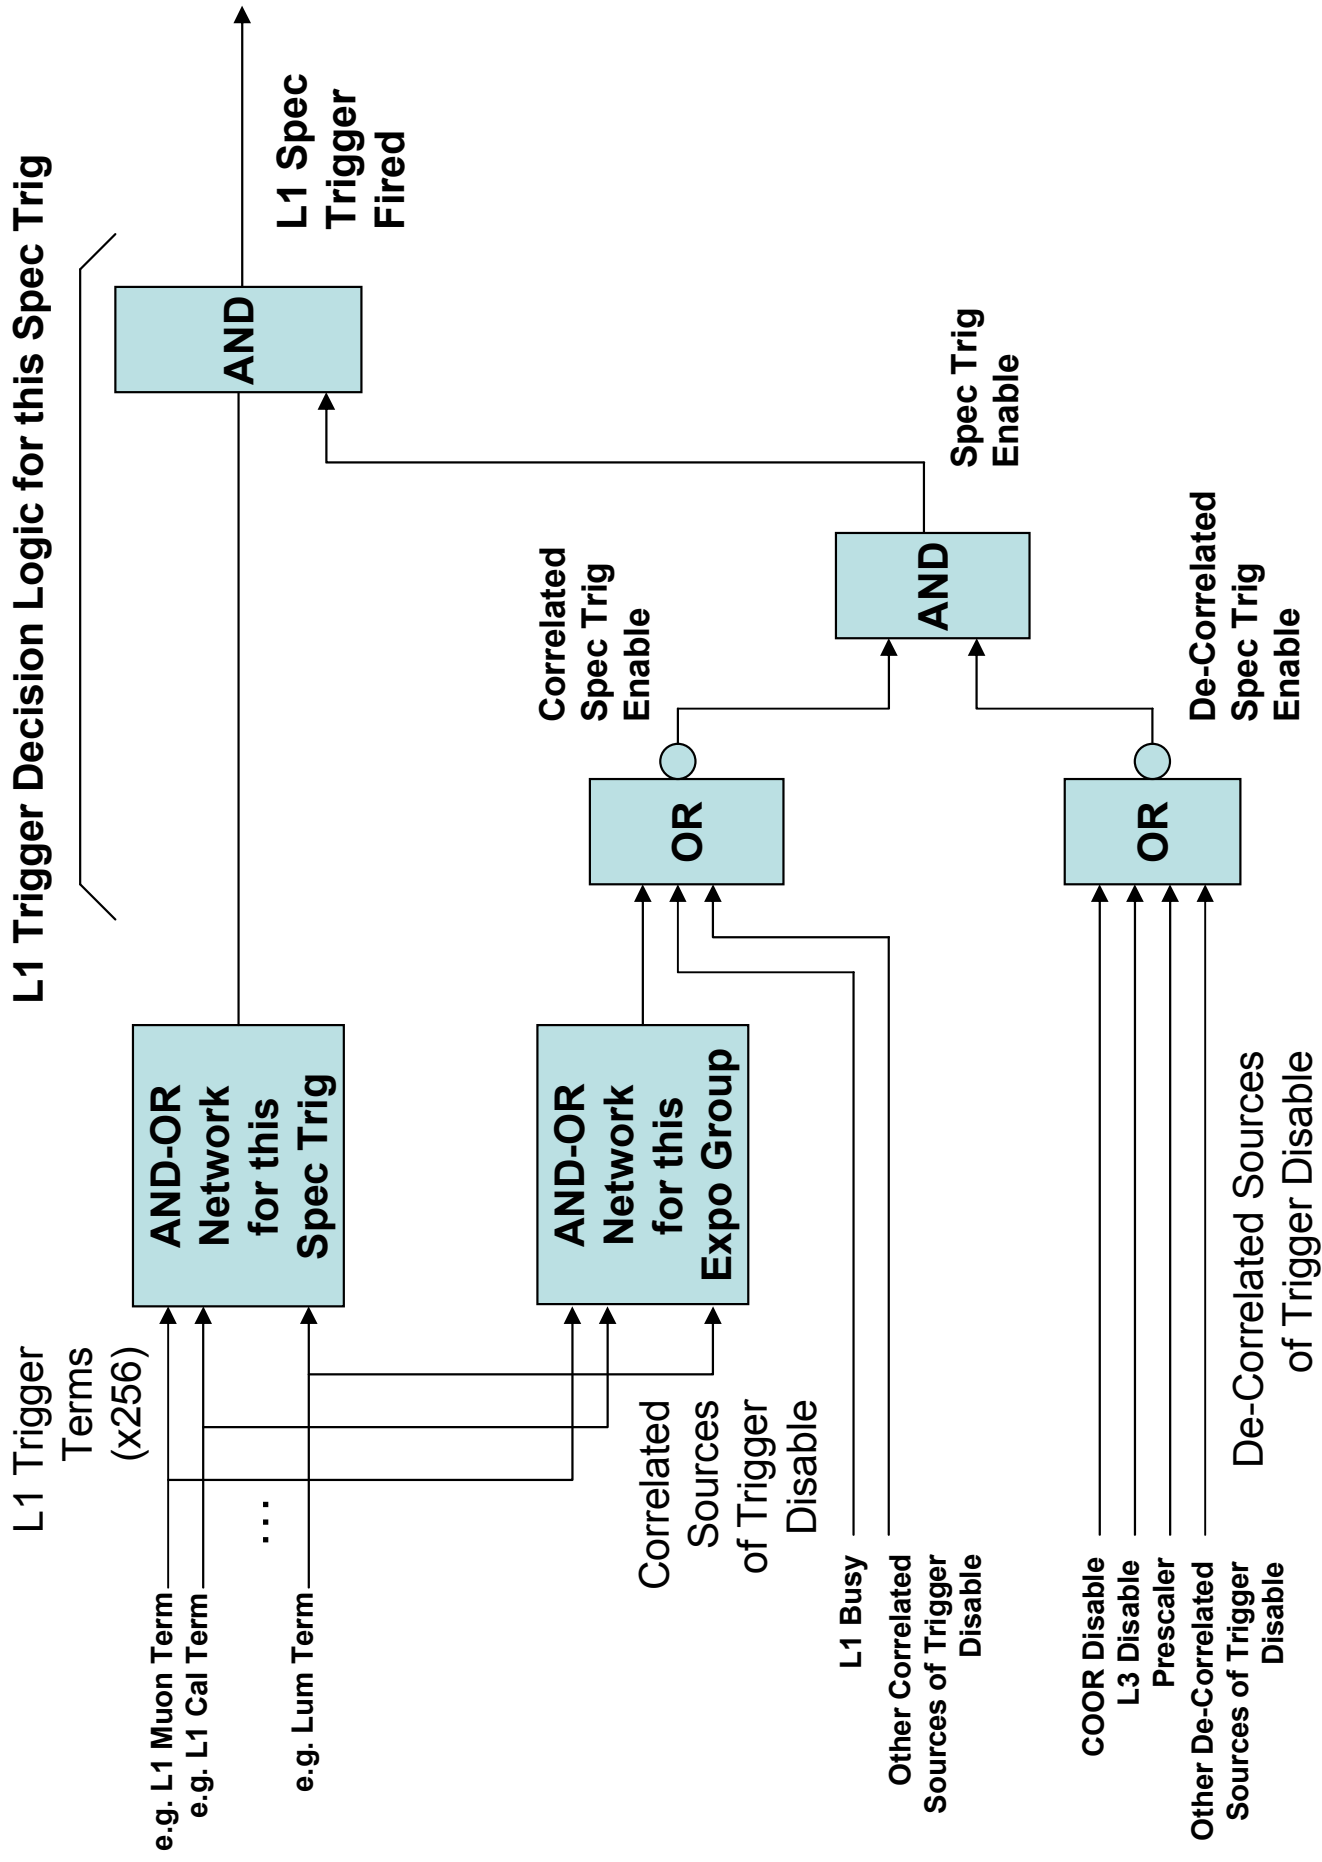 L1 Trigger Decision Logic for this Spec Trig
L1 Trigger
Terms
(x256)
e.g. L1 Muon Term
e.g. L1 Cal Term
...
e.g. Lum Term
AND-OR
Network
for this
Spec Trig
AND
L1 Spec
Trigger
Fired
AND-OR
Network
for this
Expo Group
Correlated
Sources
of Trigger
Disable
L1 Busy
Other Correlated
Sources of Trigger
Disable
OR
Correlated
Spec Trig
Enable
AND
Spec Trig
Enable
COOR Disable
L3 Disable
Prescaler
Other De-Correlated
Sources of Trigger
Disable
De-Correlated Sources
of Trigger Disable
OR
De-Correlated
Spec Trig
Enable